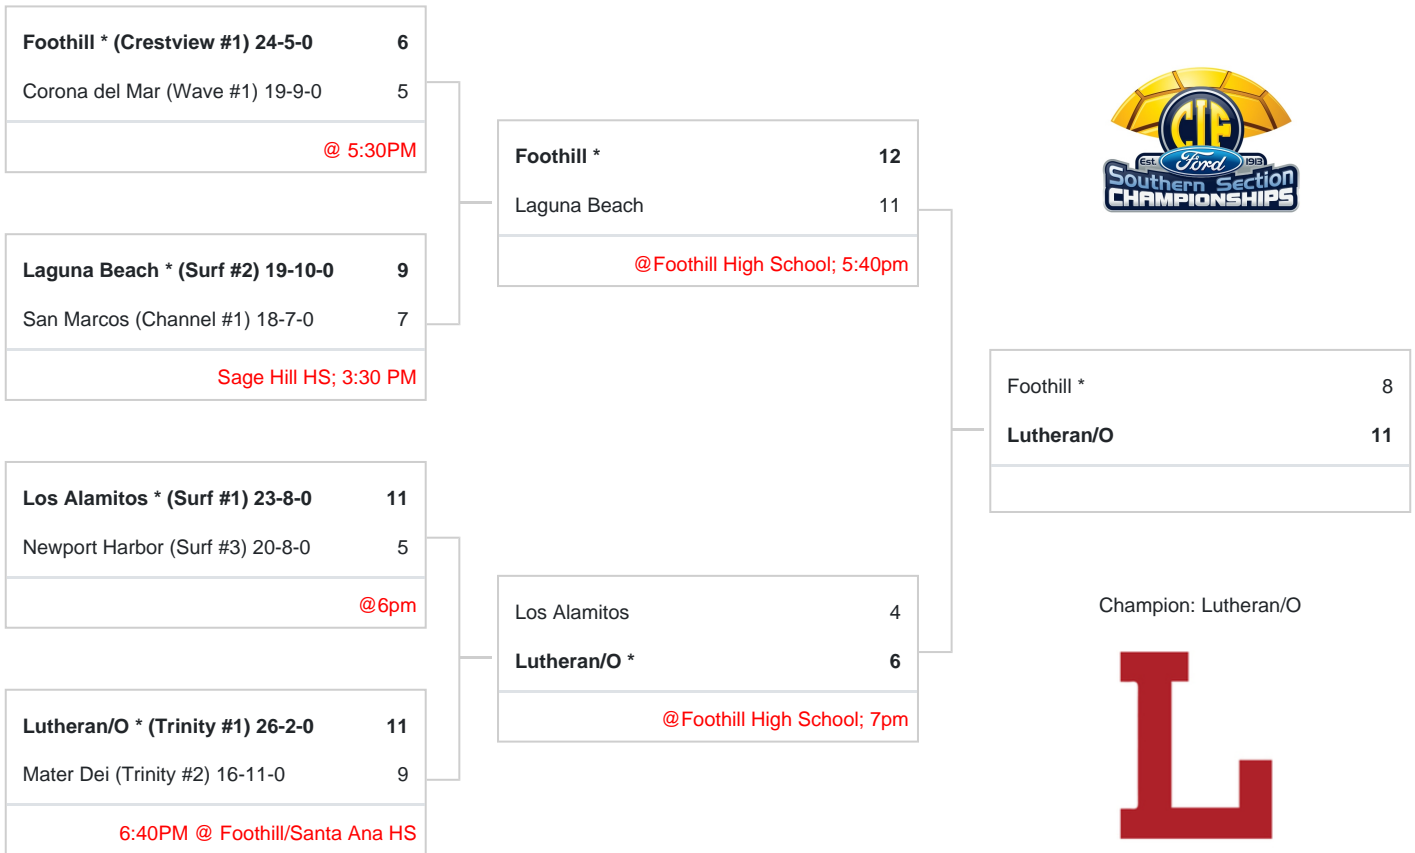 Foothill * (Crestview #1) 24-5-0 6
Corona del Mar (Wave #1) 19-9-0 5
@ 5:30PM
Laguna Beach * (Surf #2) 19-10-0 9
San Marcos (Channel #1) 18-7-0 7
Sage Hill HS; 3:30 PM
Los Alamitos * (Surf #1) 23-8-0 11
Newport Harbor (Surf #3) 20-8-0 5
@6pm
Lutheran/O * (Trinity #1) 26-2-0 11
Mater Dei (Trinity #2) 16-11-0 9
6:40PM @ Foothill/Santa Ana HS
Foothill * 12
Laguna Beach 11
@Foothill High School; 5:40pm
Los Alamitos 4
Lutheran/O * 6
@Foothill High School; 7pm
CIF
Est. Ford 1913
Southern Section
CHAMPIONSHIPS
Foothill * 8
Lutheran/O 11
Champion: Lutheran/O
L